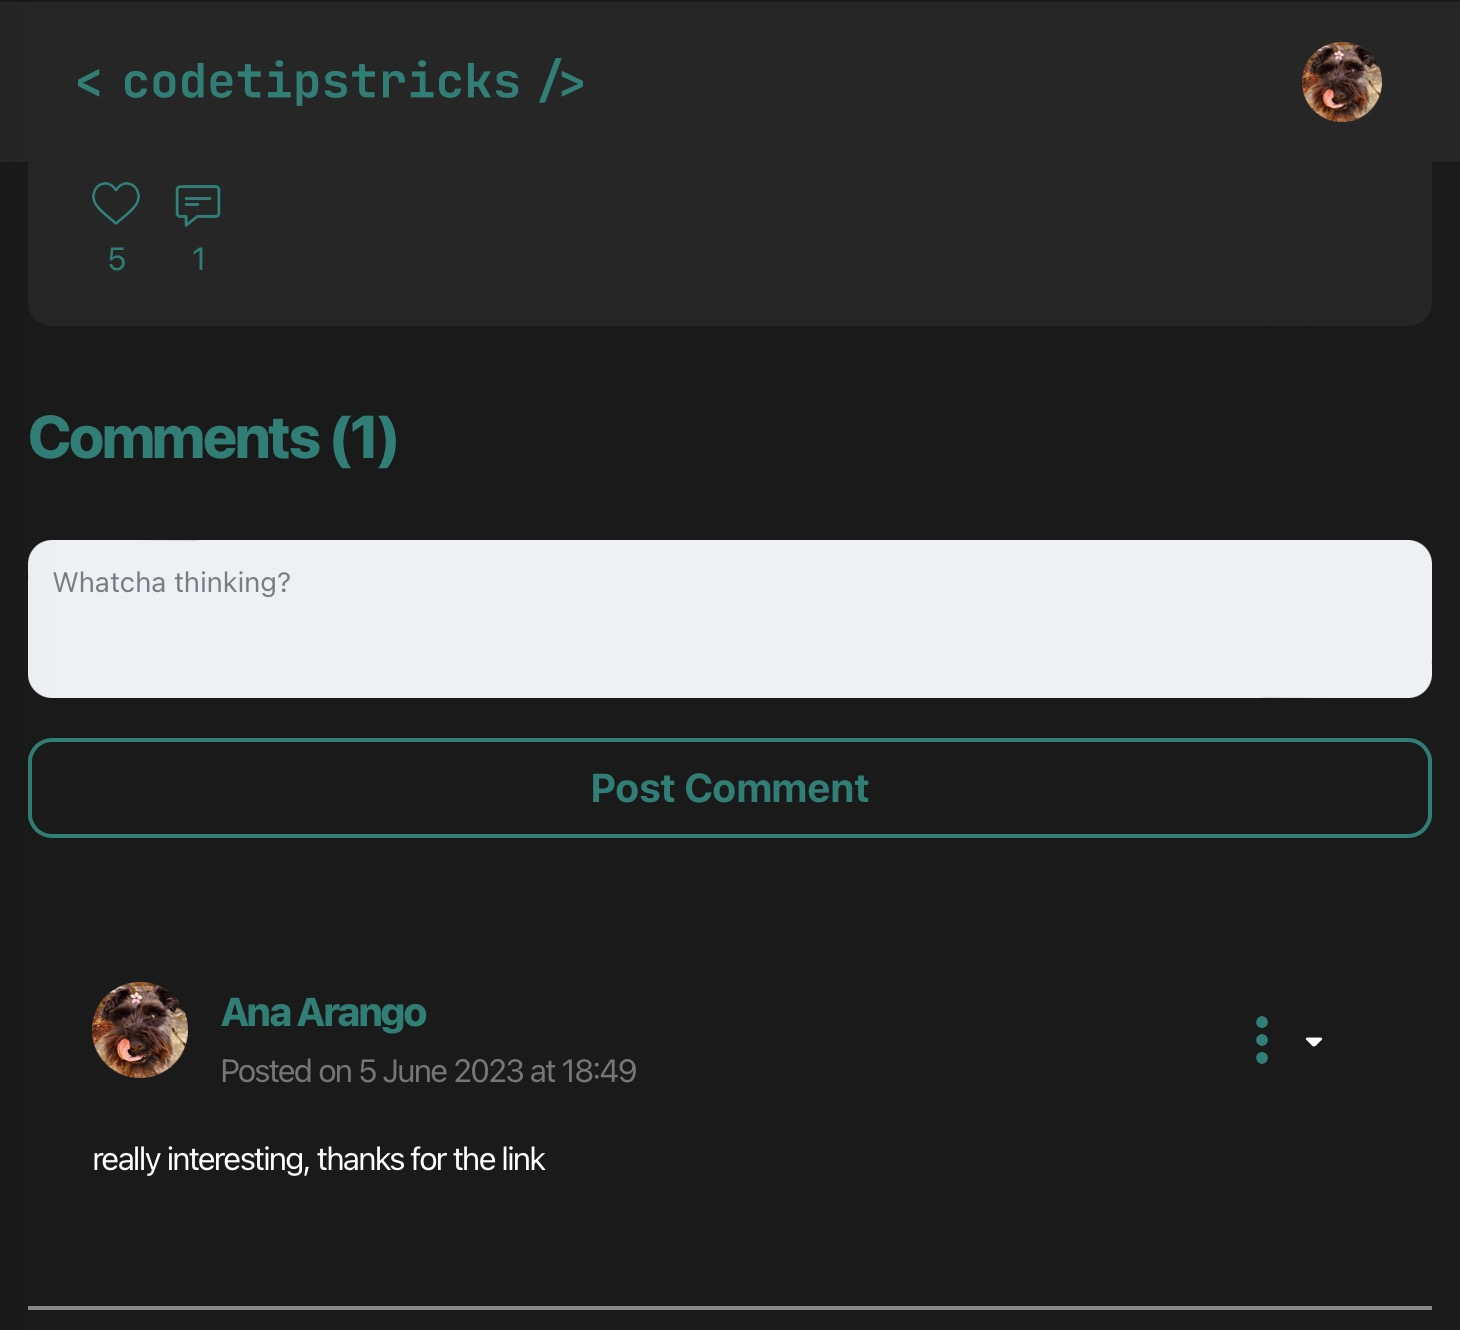 < codetipstricks />
5 1
Comments (1)
Whatcha thinking?
Post Comment
Ana Arango
Posted on 5 June 2023 at 18:49
really interesting, thanks for the link